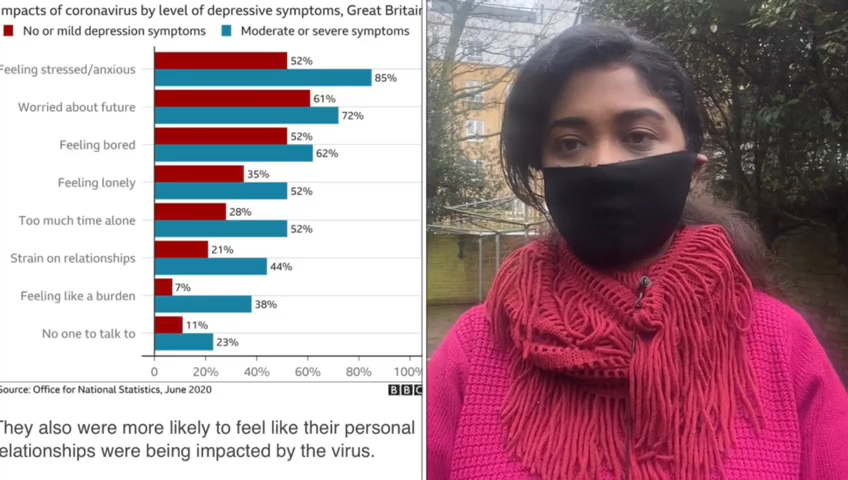 mpacts of coronavirus by level of depressive symptoms, Great Britain
No or mild depression symptoms Moderate or severe symptoms
Feeling stressed/anxious 52% 85%
Worried about future 61% 72%
Feeling bored 52% 62%
Feeling lonely 35% 52%
Too much time alone 28% 52%
Strain on relationships 21% 44%
Feeling like a burden 7% 38%
No one to talk to 11% 23%
0 20% 40% 60% 80% 100%
Source: Office for National Statistics, June 2020 BBC
They also were more likely to feel like their personal
relationships were being impacted by the virus.